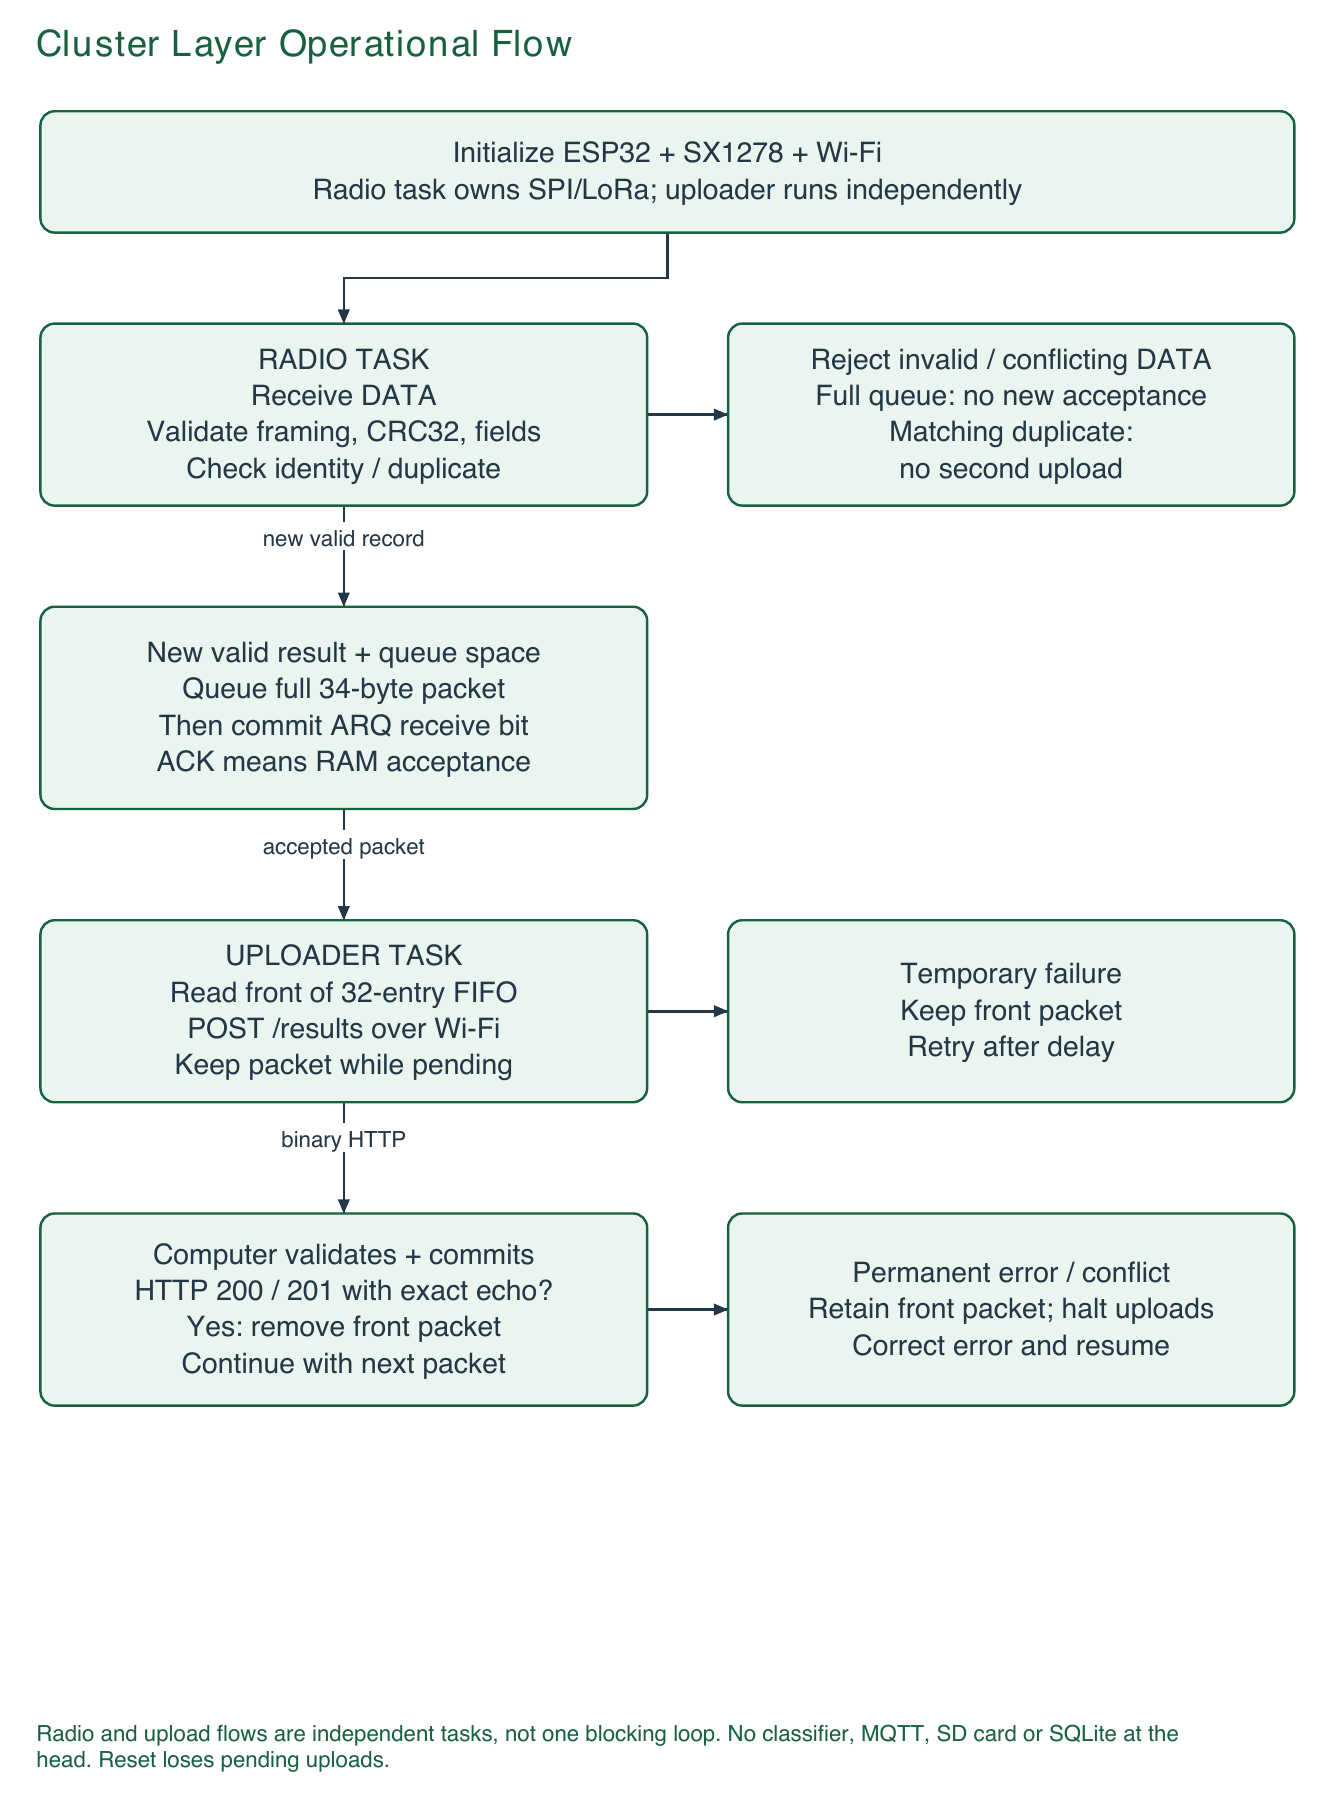 Cluster Layer Operational Flow
Initialize ESP32 + SX1278 + Wi-Fi
Radio task owns SPI/LoRa; uploader runs independently
RADIO TASK
Receive DATA
Validate framing, CRC32, fields
Check identity / duplicate
Reject invalid / conflicting DATA
Full queue: no new acceptance
Matching duplicate:
no second upload
new valid record
New valid result + queue space
Queue full 34-byte packet
Then commit ARQ receive bit
ACK means RAM acceptance
accepted packet
UPLOADER TASK
Read front of 32-entry FIFO
POST /results over Wi-Fi
Keep packet while pending
Temporary failure
Keep front packet
Retry after delay
binary HTTP
Computer validates + commits
HTTP 200 / 201 with exact echo?
Yes: remove front packet
Continue with next packet
Permanent error / conflict
Retain front packet; halt uploads
Correct error and resume
Radio and upload flows are independent tasks, not one blocking loop. No classifier, MQTT, SD card or SQLite at the
head. Reset loses pending uploads.